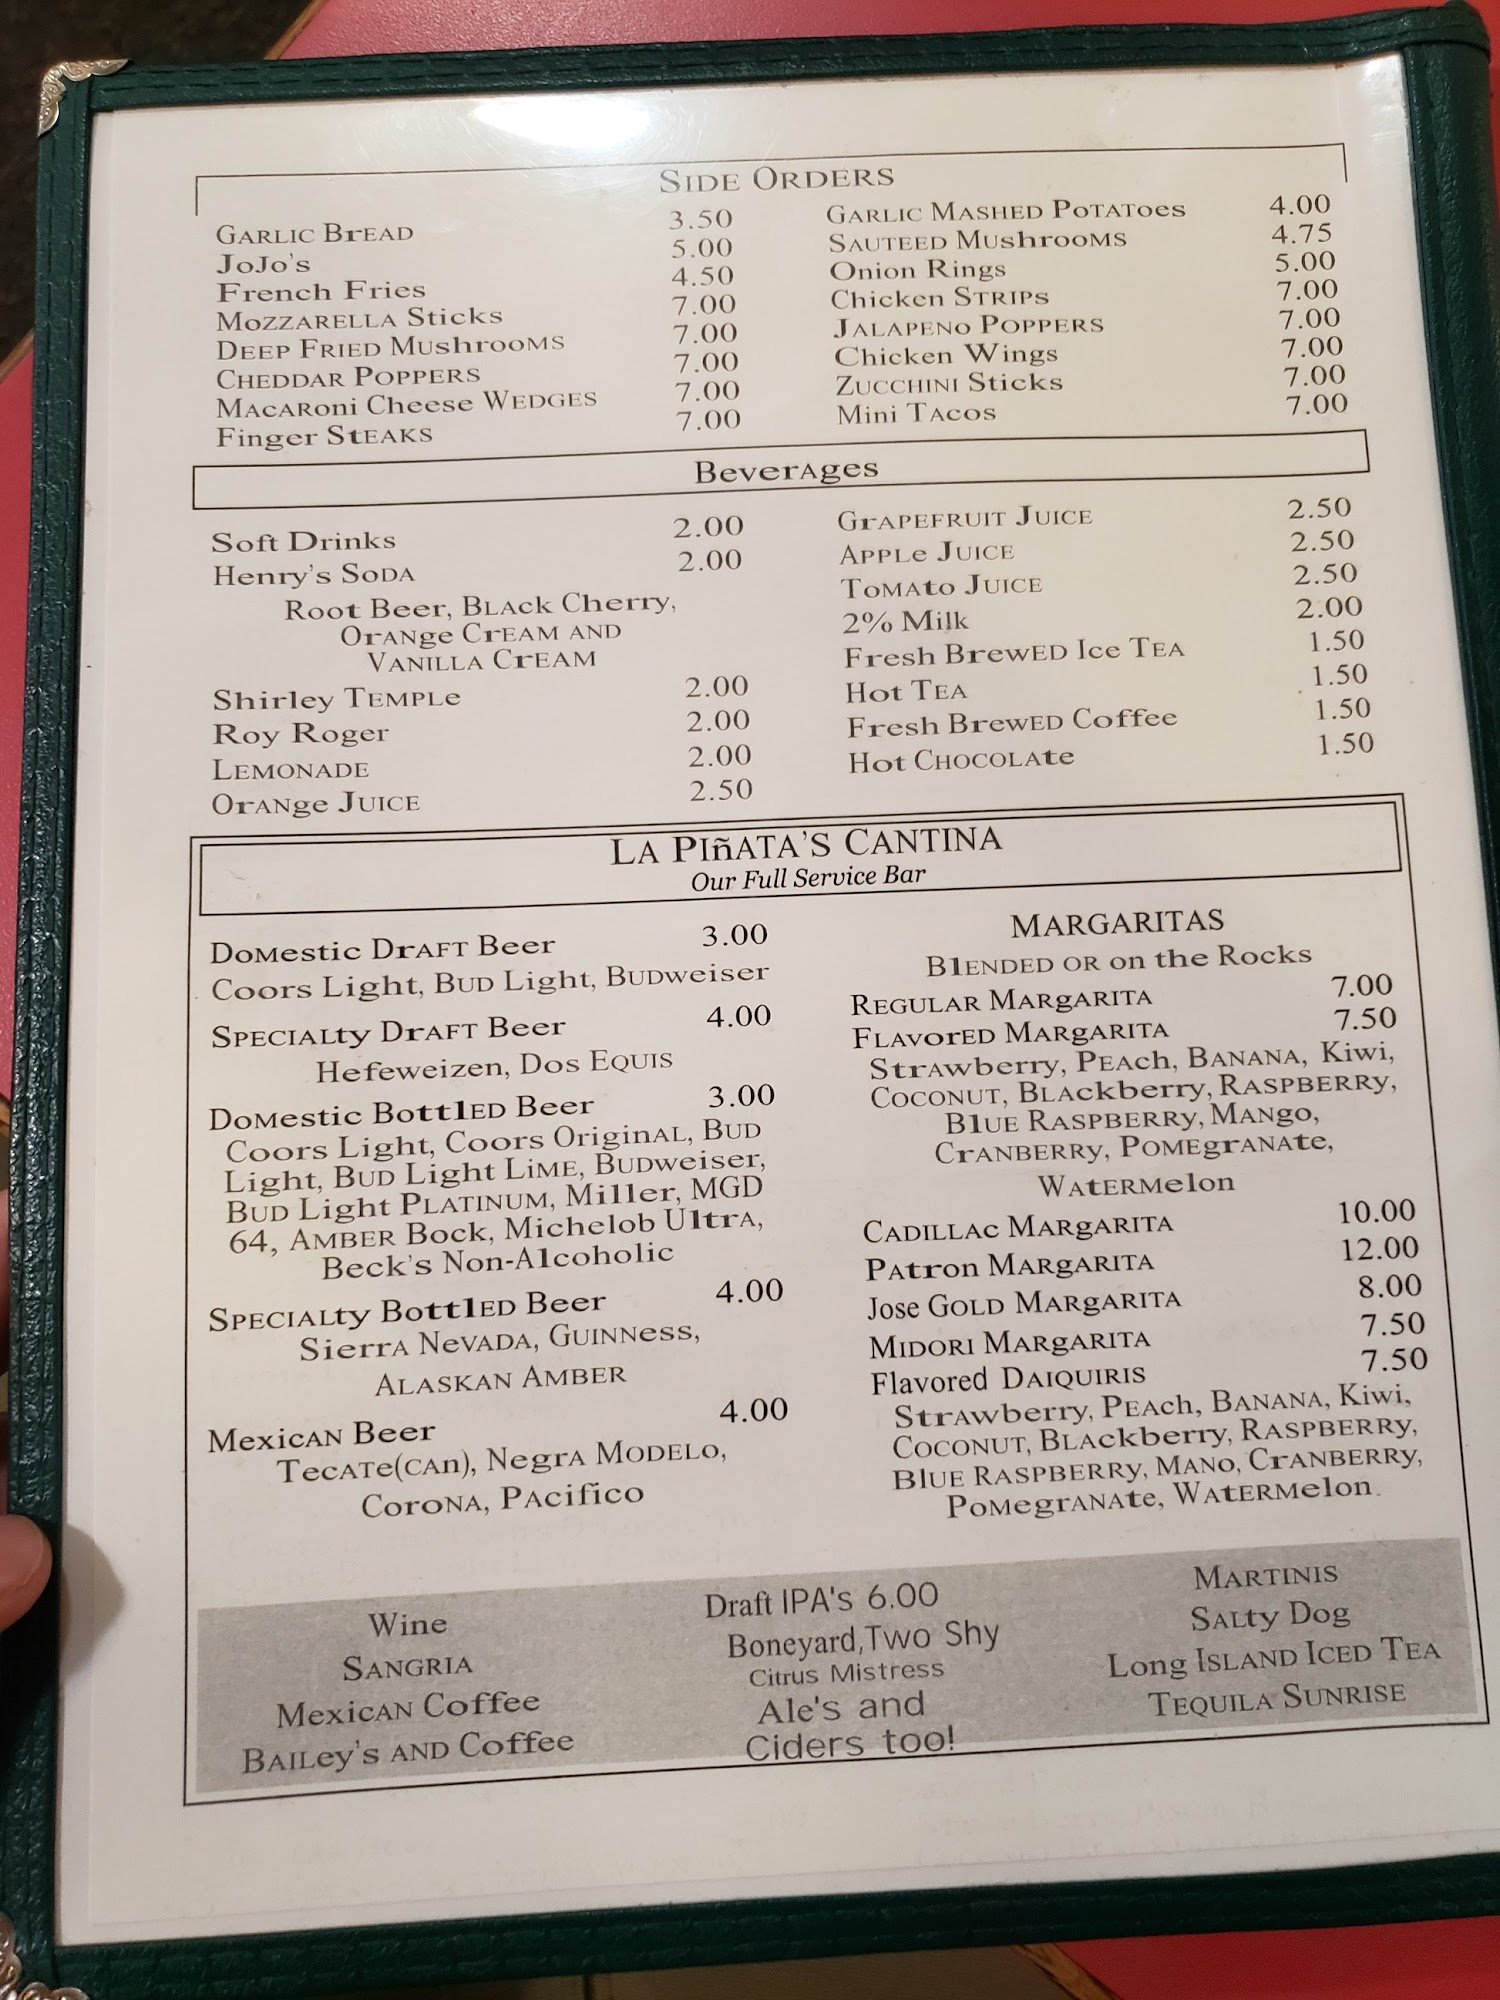 Side Orders
Garlic Bread 3.50
JoJo's 5.00
French Fries 4.50
Mozzarella Sticks 7.00
Deep Fried Mushrooms 7.00
Cheddar Poppers 7.00
Macaroni Cheese Wedges 7.00
Finger Steaks 7.00
Garlic Mashed Potatoes 4.00
Sauteed Mushrooms 4.75
Onion Rings 5.00
Chicken Strips 7.00
Jalapeno Poppers 7.00
Chicken Wings 7.00
Zucchini Sticks 7.00
Mini Tacos 7.00
Beverages
Soft Drinks 2.00
Henry's Soda 2.00
Root Beer, Black Cherry,
Orange Cream and
Vanilla Cream
Shirley Temple 2.00
Roy Roger 2.00
Lemonade 2.00
Orange Juice 2.50
Grapefruit Juice 2.50
Apple Juice 2.50
Tomato Juice 2.50
2% Milk 2.00
Fresh Brewed Ice Tea 1.50
Hot Tea 1.50
Fresh Brewed Coffee 1.50
Hot Chocolate 1.50
La Piñata's Cantina
Our Full Service Bar
Domestic Draft Beer 3.00
Coors Light, Bud Light, Budweiser
Specialty Draft Beer 4.00
Hefeweizen, Dos Equis
Domestic Bottled Beer 3.00
Coors Light, Coors Original, Bud
Light, Bud Light Lime, Budweiser,
Bud Light Platinum, Miller, MGD
64, Amber Bock, Michelob Ultra,
Beck's Non-Alcoholic
Specialty Bottled Beer 4.00
Sierra Nevada, Guinness,
Alaskan Amber
Mexican Beer 4.00
Tecate(can), Negra Modelo,
Corona, Pacifico
MARGARITAS
Blended or on the Rocks
Regular Margarita 7.00
Flavored Margarita 7.50
Strawberry, Peach, Banana, Kiwi,
Coconut, Blackberry, Raspberry,
Blue Raspberry, Mango,
Cranberry, Pomegranate,
Watermelon
Cadillac Margarita 10.00
Patron Margarita 12.00
Jose Gold Margarita 8.00
Midori Margarita 7.50
Flavored Daiquiris 7.50
Strawberry, Peach, Banana, Kiwi,
Coconut, Blackberry, Raspberry,
Blue Raspberry, Mano, Cranberry,
Pomegranate, Watermelon.
Wine
Sangria
Mexican Coffee
Bailey's and Coffee
Draft IPA's 6.00
Boneyard,Two Shy
Citrus Mistress
Ale's and
Ciders too!
Martinis
Salty Dog
Long Island Iced Tea
Tequila Sunrise